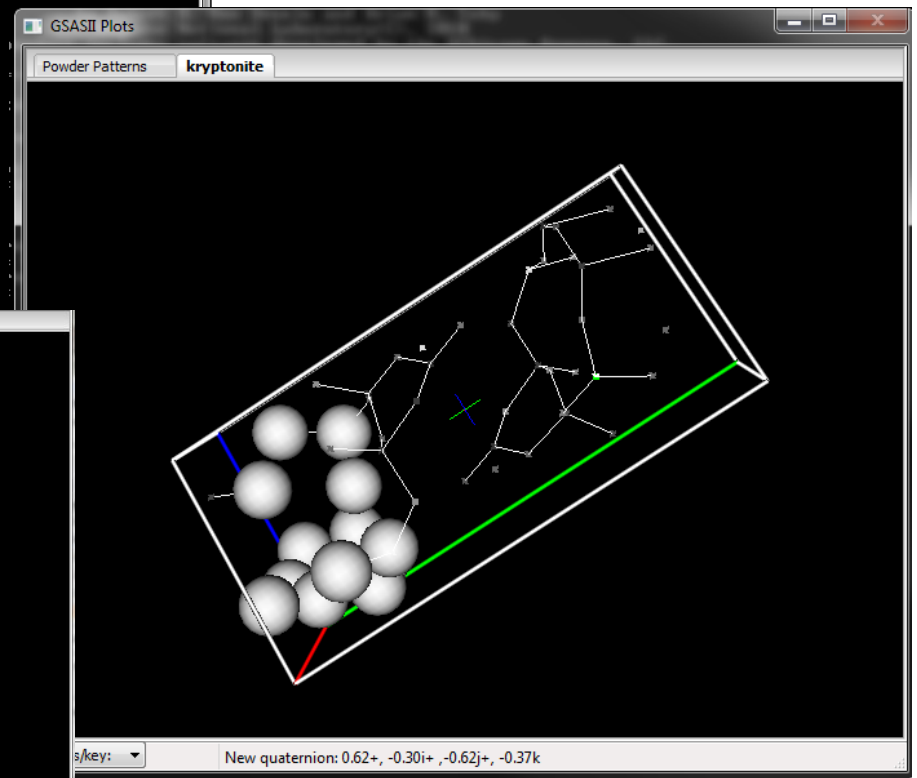 GSASII Plots
Powder Patterns
kryptonite
s/key:
New quaternion: 0.62+, -0.30i+ ,-0.62j+, -0.37k